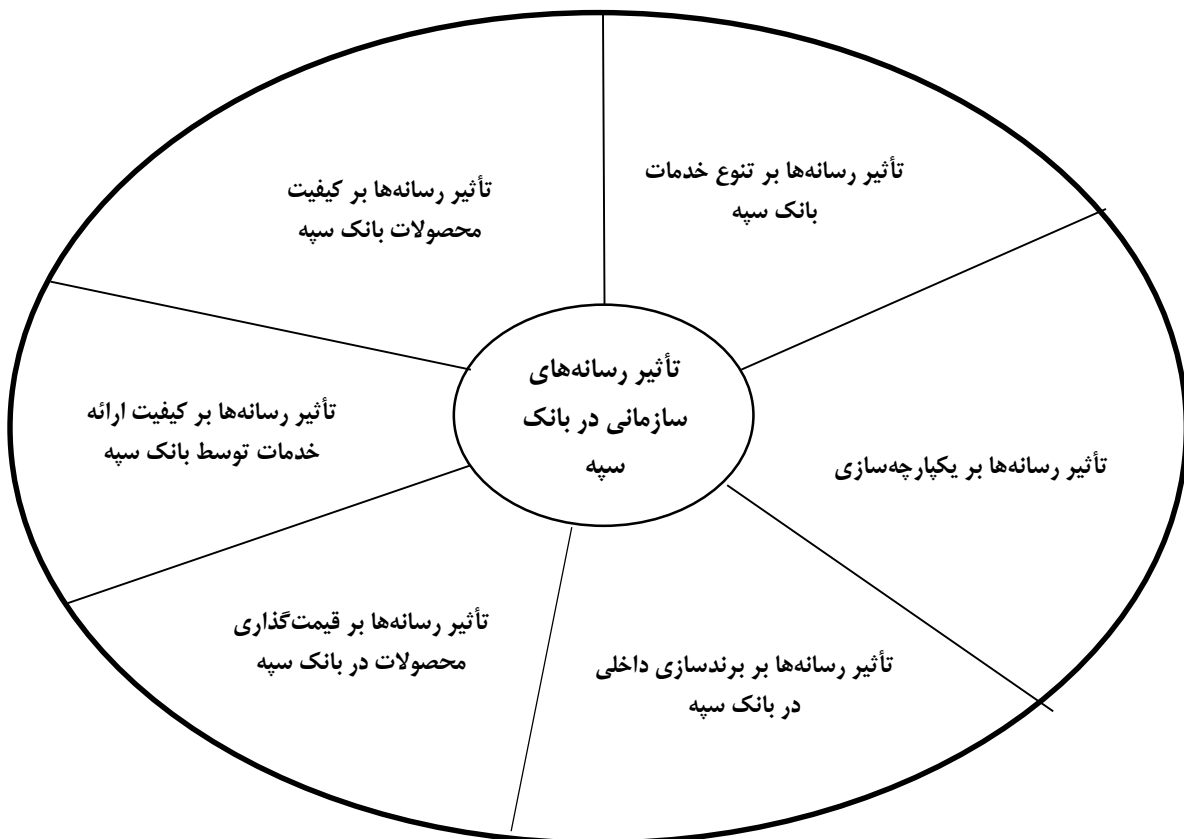 تأثیر رسانه‌ها بر تنوع خدمات
بانک سپه
تأثیر رسانه‌ها بر کیفیت
محصولات بانک سپه
تأثیر رسانه‌های
سازمانی در بانک
سپه
تأثیر رسانه‌ها بر کیفیت ارائه
خدمات توسط بانک سپه
تأثیر رسانه‌ها بر یکپارچه‌سازی
تأثیر رسانه‌ها بر قیمت‌گذاری
محصولات در بانک سپه
تأثیر رسانه‌ها بر برندسازی داخلی
در بانک سپه